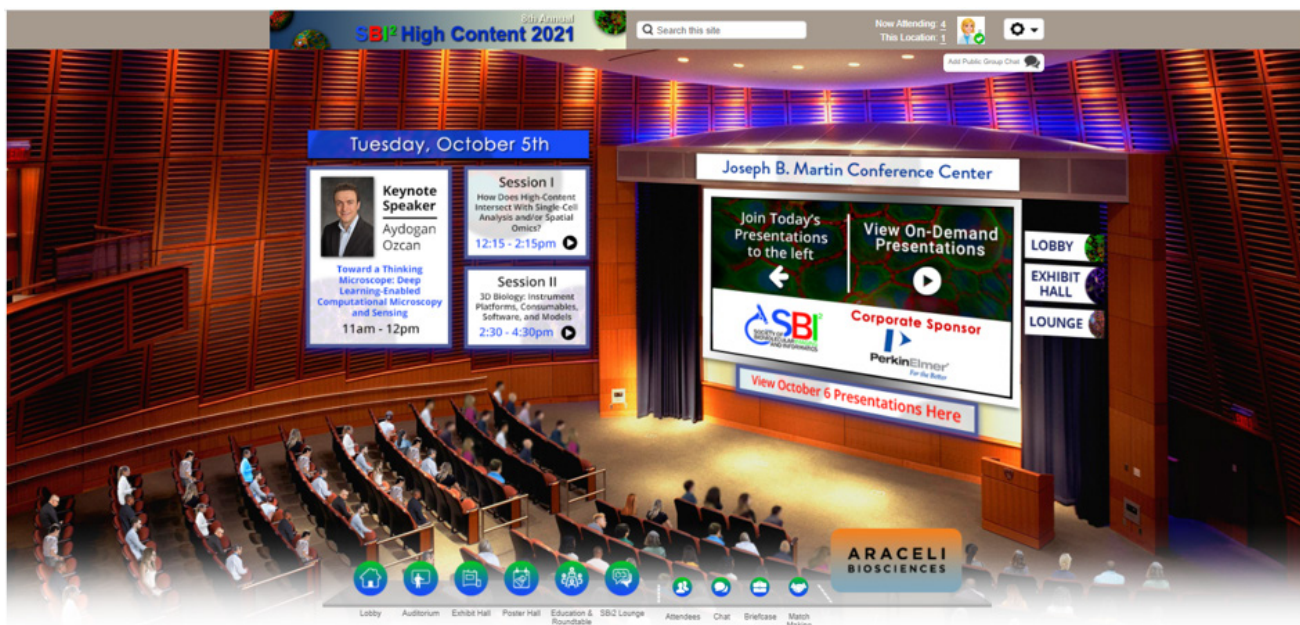 8th Annual
SBI² High Content 2021
Search this site
Now Attending: 4
This Location: 1
Add Public Group Chat
Tuesday, October 5th
Keynote
Speaker
Aydogan
Ozcan
Toward a Thinking
Microscope: Deep
Learning-Enabled
Computational Microscopy
and Sensing
11am - 12pm
Session I
How Does High-Content
Intersect With Single-Cell
Analysis and/or Spatial
Omics?
12:15 - 2:15pm
Session II
3D Biology: Instrument
Platforms, Consumables,
Software, and Models
2:30 - 4:30pm
Joseph B. Martin Conference Center
Join Today's
Presentations
to the left
View On-Demand
Presentations
SBI²
SOCIETY OF
BIOMOLECULAR
AND INFORMATICS
Corporate Sponsor
PerkinElmer
For the Better
View October 6 Presentations Here
LOBBY
EXHIBIT
HALL
LOUNGE
ARACELI
BIOSCIENCES
Lobby
Auditorium
Exhibit Hall
Poster Hall
Education &
Roundtable
SBi2 Lounge
Attendees
Chat
Briefcase
Match
Making